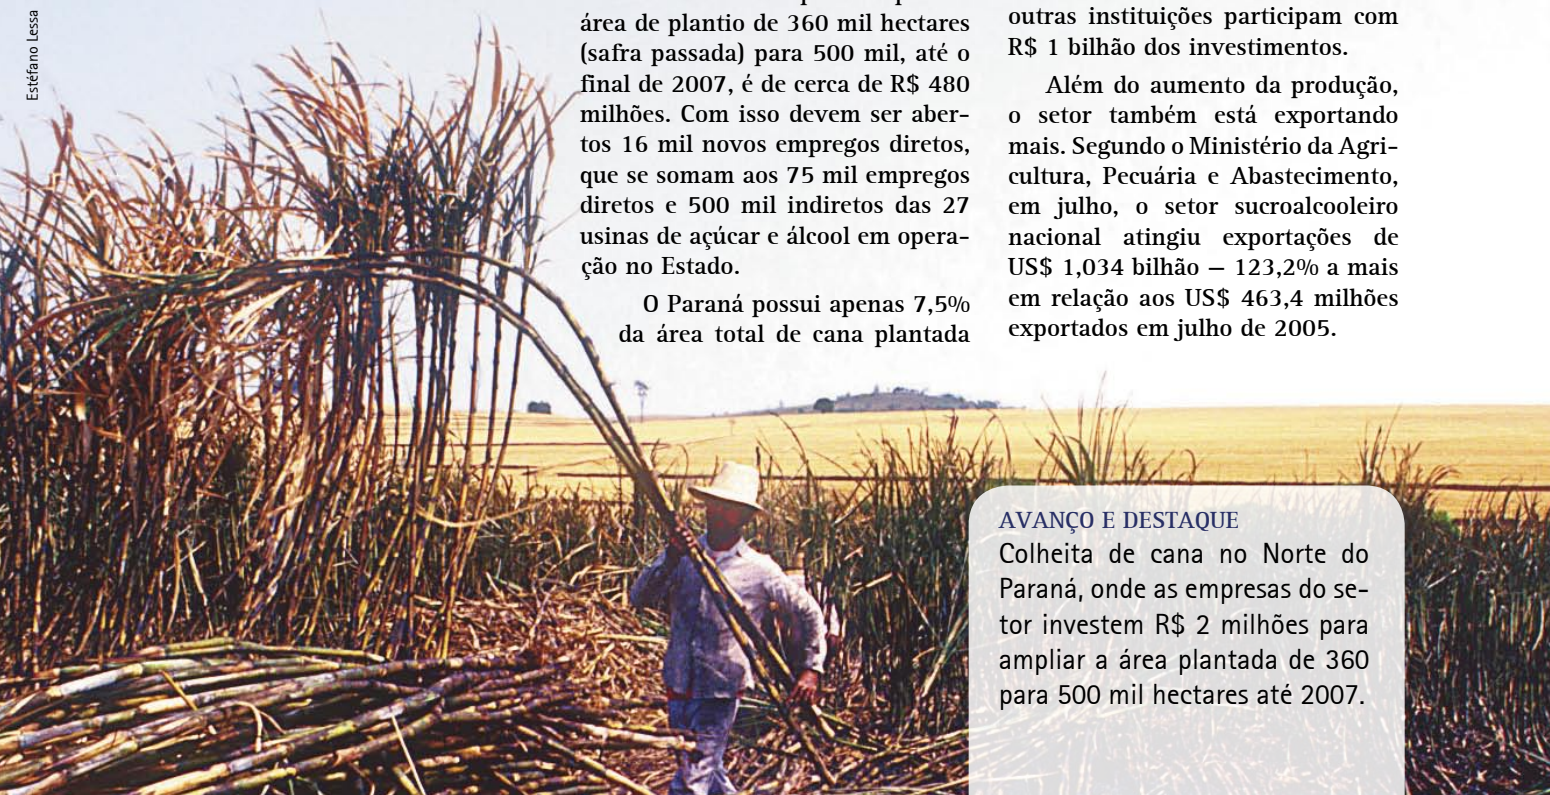 Estéfano Lessa
área de plantio de 360 mil hectares
(safra passada) para 500 mil, até o
final de 2007, é de cerca de R$ 480
milhões. Com isso devem ser aber-
tos 16 mil novos empregos diretos,
que se somam aos 75 mil empregos
diretos e 500 mil indiretos das 27
usinas de açúcar e álcool em opera-
ção no Estado.
O Paraná possui apenas 7,5%
da área total de cana plantada
outras instituições participam com
R$ 1 bilhão dos investimentos.
Além do aumento da produção,
o setor também está exportando
mais. Segundo o Ministério da Agri-
cultura, Pecuária e Abastecimento,
em julho, o setor sucroalcooleiro
nacional atingiu exportações de
US$ 1,034 bilhão – 123,2% a mais
em relação aos US$ 463,4 milhões
exportados em julho de 2005.
AVANÇO E DESTAQUE
Colheita de cana no Norte do
Paraná, onde as empresas do se-
tor investem R$ 2 milhões para
ampliar a área plantada de 360
para 500 mil hectares até 2007.